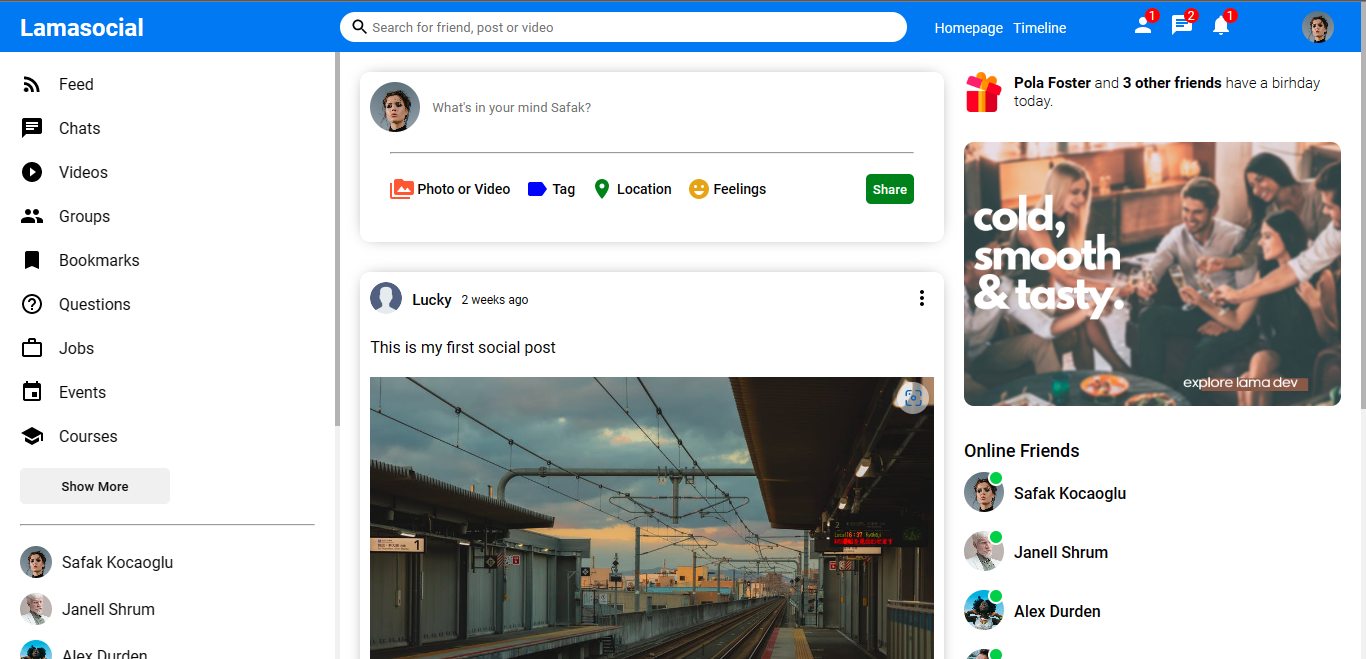 Lamasocial
Search for friend, post or video
Homepage Timeline
1
2
1
Feed
Chats
Videos
Groups
Bookmarks
Questions
Jobs
Events
Courses
Show More
Safak Kocaoglu
Janell Shrum
Alex Durden
What's in your mind Safak?
Photo or Video
Tag
Location
Feelings
Share
Lucky 2 weeks ago
This is my first social post
1
2
Pola Foster and 3 other friends have a birhday
today.
cold,
smooth
& tasty.
explore lama dev
Online Friends
Safak Kocaoglu
Janell Shrum
Alex Durden